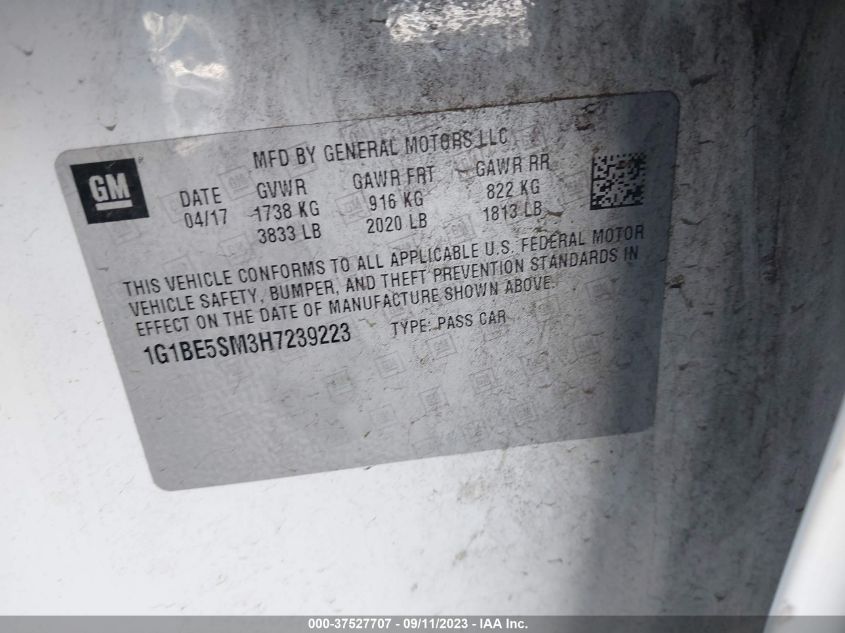 GM
MFD BY GENERAL MOTORS LLC
DATE GVWR GAWR FRT GAWR RR
04/17 1738 KG 916 KG 822 KG
3833 LB 2020 LB 1813 LB
THIS VEHICLE CONFORMS TO ALL APPLICABLE U.S. FEDERAL MOTOR
VEHICLE SAFETY, BUMPER, AND THEFT PREVENTION STANDARDS IN
EFFECT ON THE DATE OF MANUFACTURE SHOWN ABOVE.
1G1BE5SM3H7239223 TYPE: PASS CAR
000-37527707 - 09/11/2023 - IAA Inc.